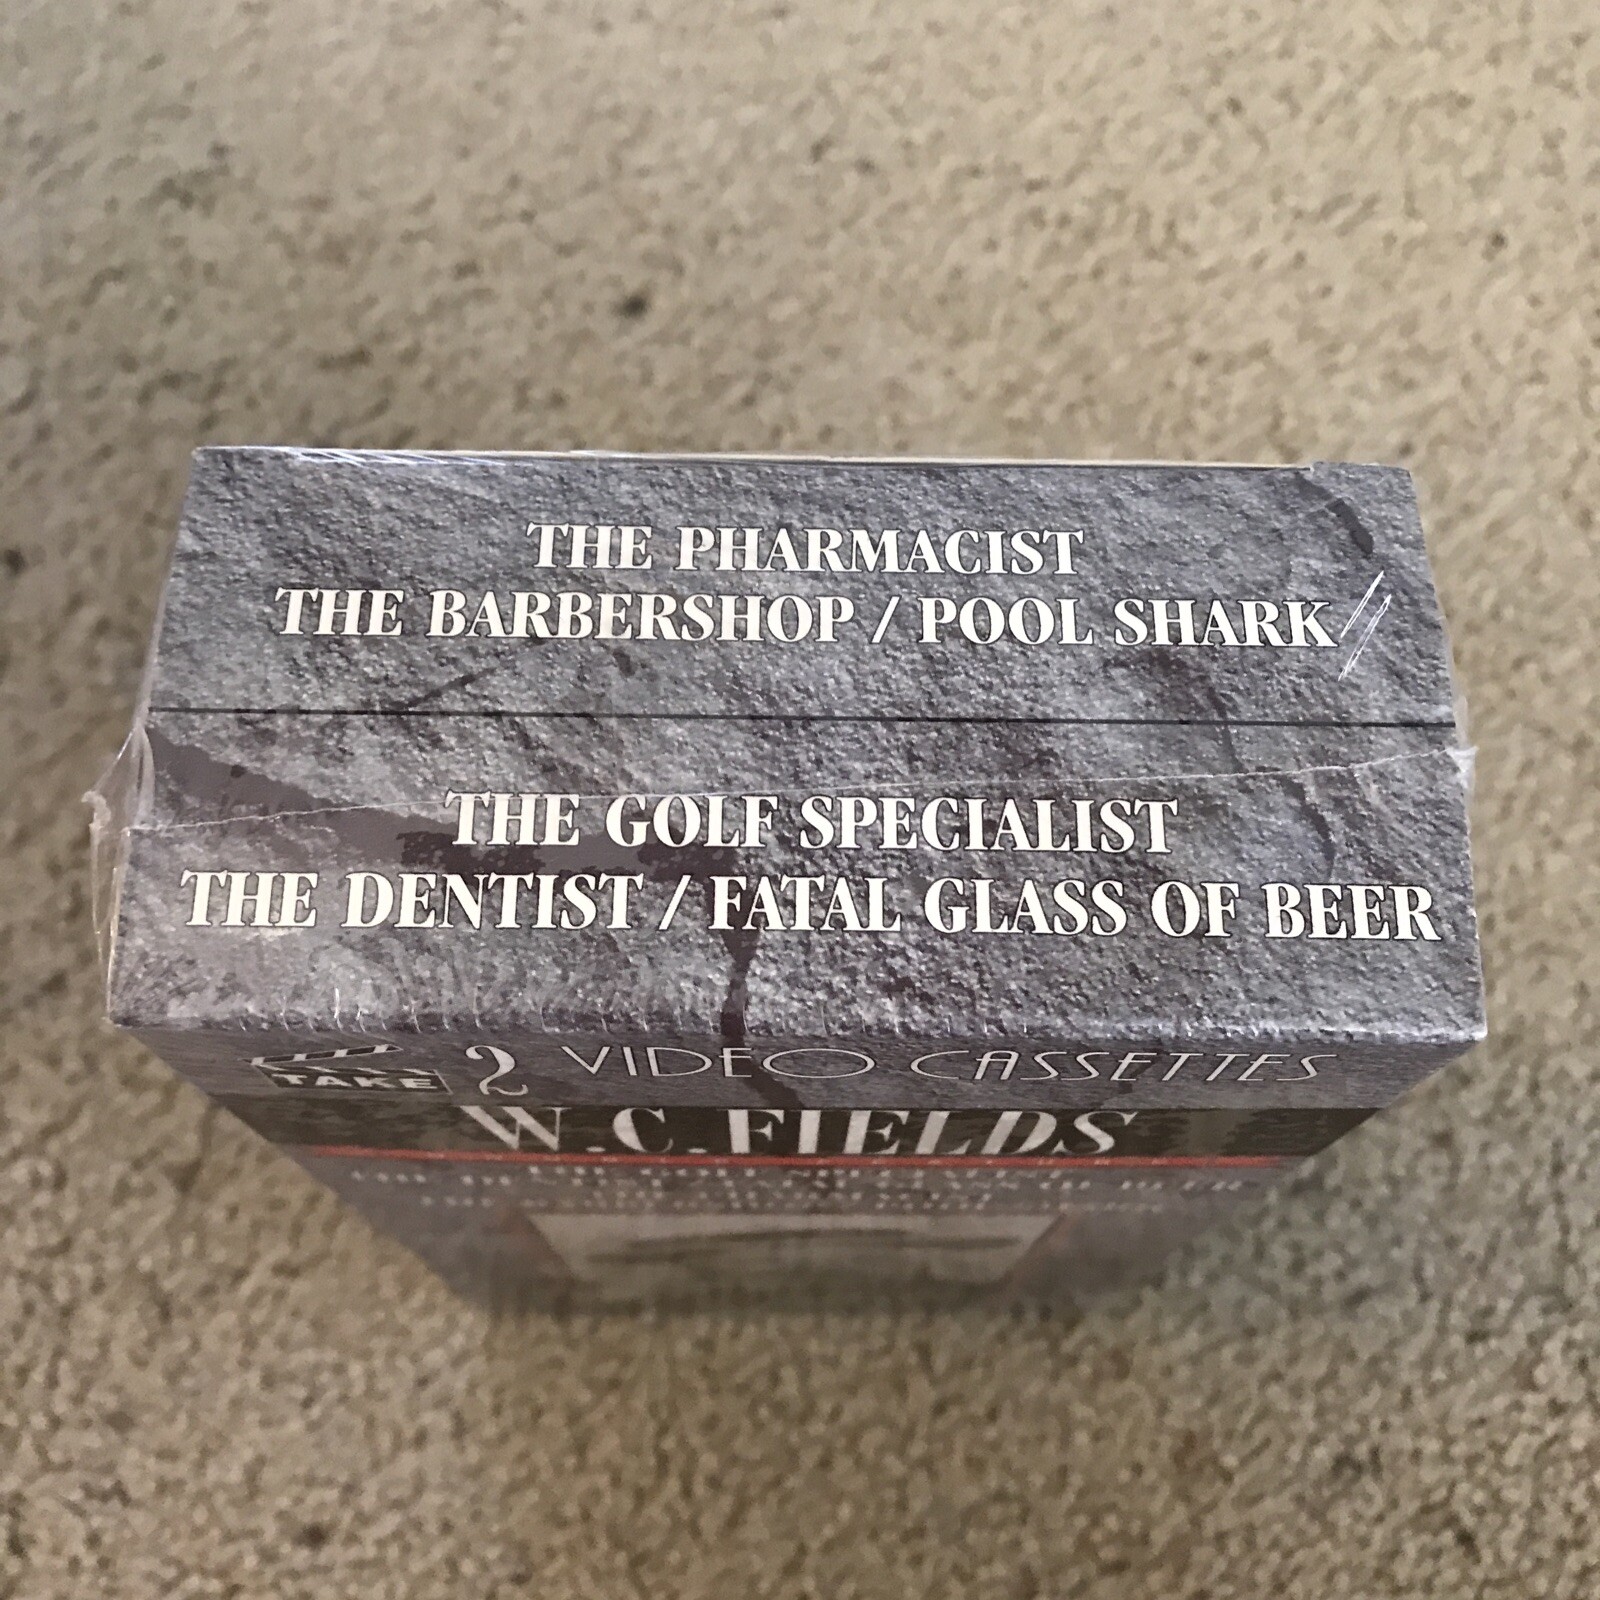 THE PHARMACIST
THE BARBERSHOP / POOL SHARK
THE GOLF SPECIALIST
THE DENTIST / FATAL GLASS OF BEER
TAKE 2 VIDEO CASSETTES
W.C.FIELDS